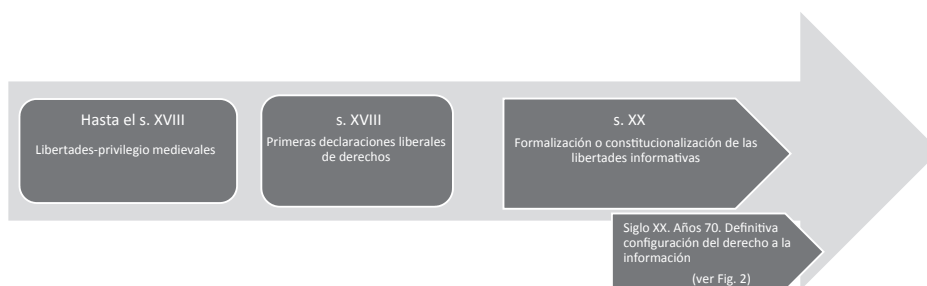 Hasta el s. XVIII
Libertades-privilegio medievales
s. XVIII
Primeras declaraciones liberales
de derechos
s. XX
Formalización o constitucionalización de las
libertades informativas
Siglo XX. Años 70. Definitiva
configuración del derecho a la
información
(ver Fig. 2)